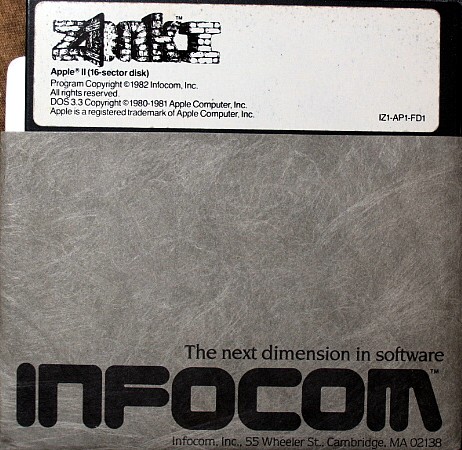 ZORK I™
Apple® II (16-sector disk)
Program Copyright ©1982 Infocom, Inc.
All rights reserved.
DOS 3.3 Copyright ©1980-1981 Apple Computer, Inc.
Apple is a registered trademark of Apple Computer, Inc.
IZ1-AP1-FD1
The next dimension in software
INFOCOM™
Infocom, Inc., 55 Wheeler St., Cambridge, MA 02138